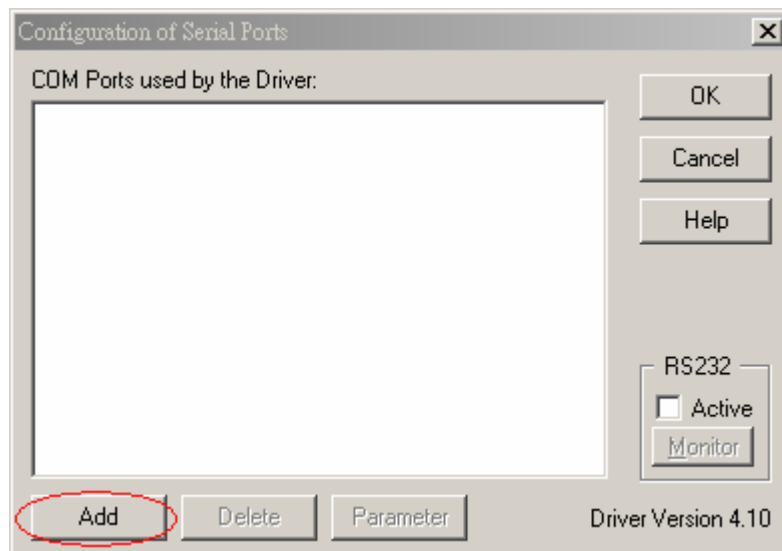 Configuration of Serial Ports
COM Ports used by the Driver:
OK
Cancel
Help
RS232
Active
Monitor
Add
Delete
Parameter
Driver Version 4.10